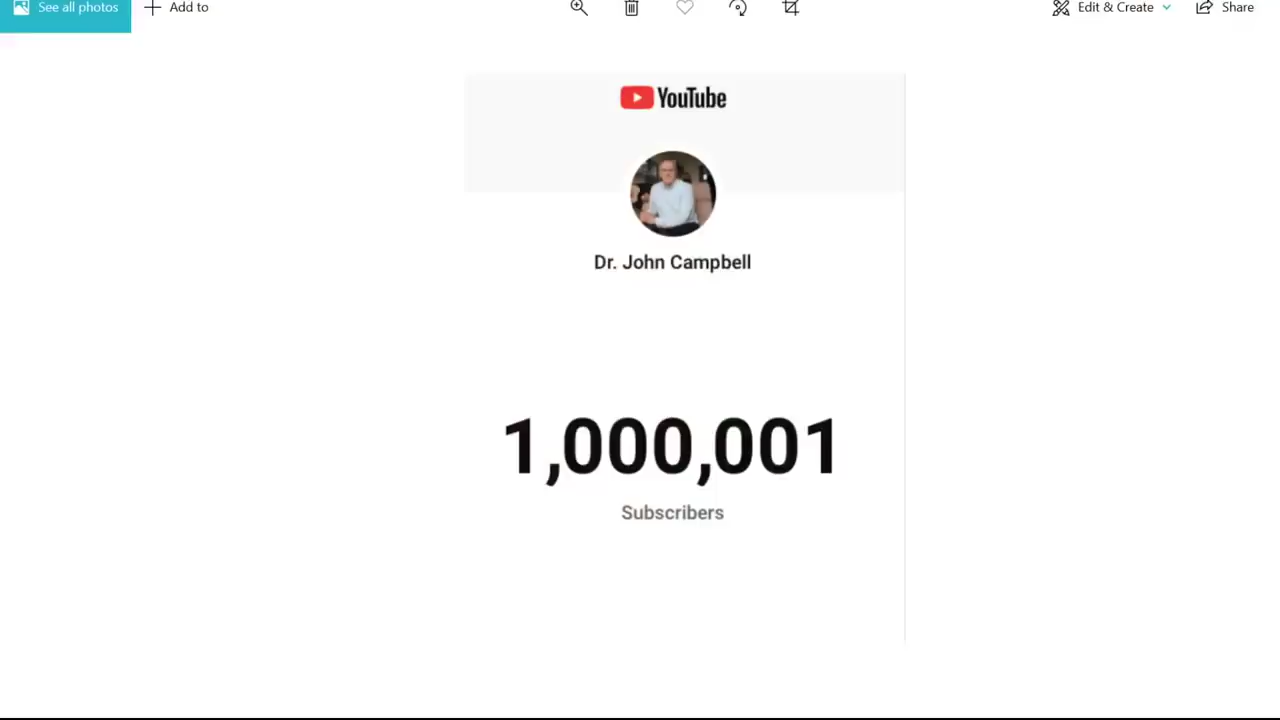 See all photos Add to Edit & Create Share
YouTube
Dr. John Campbell
1,000,001
Subscribers